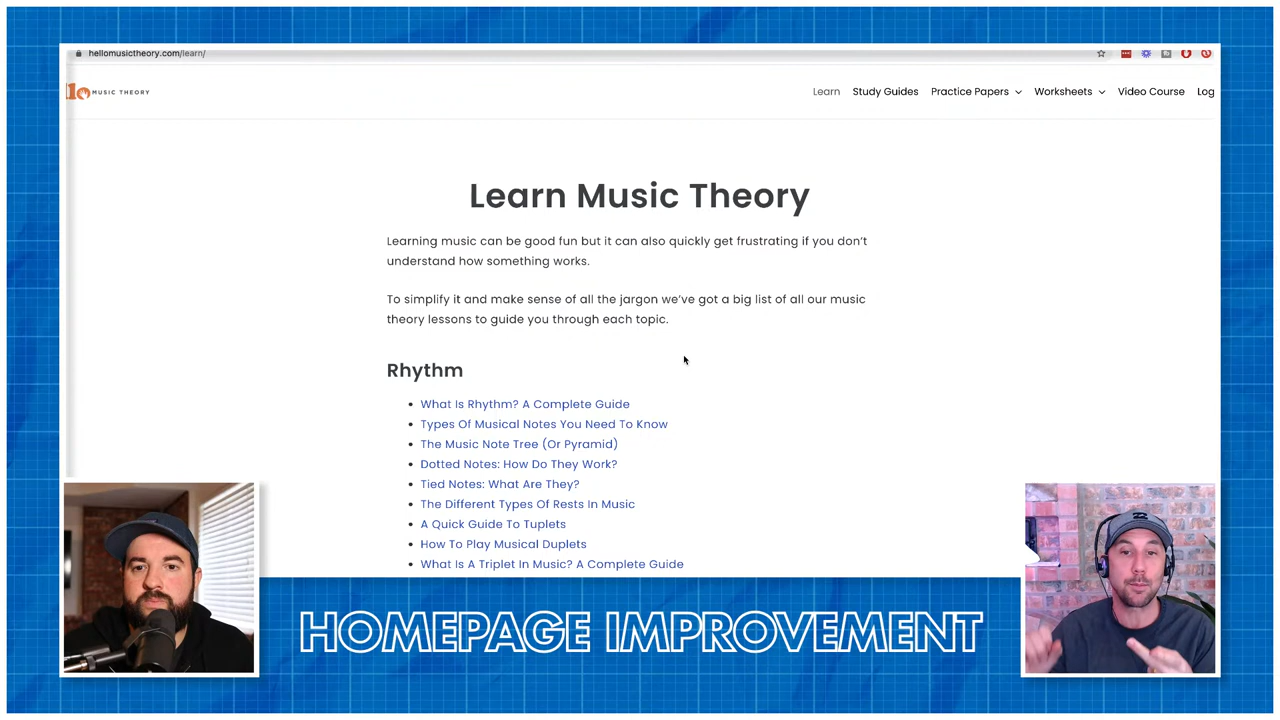 hellomusictheory.com/learn/
MUSIC THEORY
Learn Study Guides Practice Papers Worksheets Video Course Log
Learn Music Theory
Learning music can be good fun but it can also quickly get frustrating if you don't
understand how something works.
To simplify it and make sense of all the jargon we've got a big list of all our music
theory lessons to guide you through each topic.
Rhythm
What Is Rhythm? A Complete Guide
Types Of Musical Notes You Need To Know
The Music Note Tree (Or Pyramid)
Dotted Notes: How Do They Work?
Tied Notes: What Are They?
The Different Types Of Rests In Music
A Quick Guide To Tuplets
How To Play Musical Duplets
What Is A Triplet In Music? A Complete Guide
HOMEPAGE IMPROVEMENT